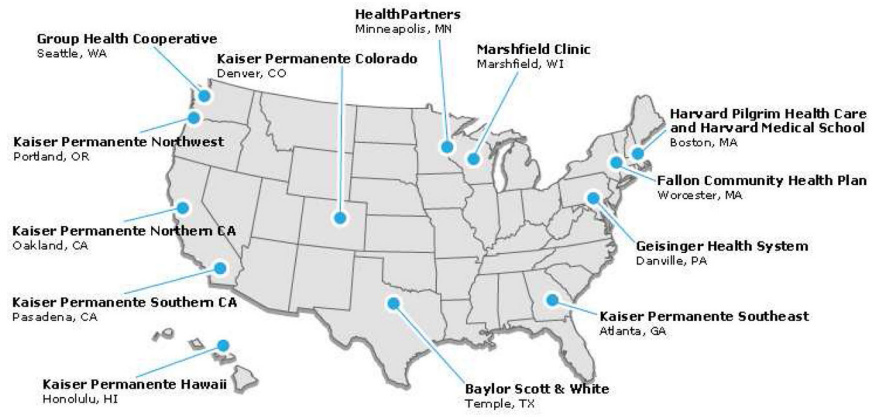 HealthPartners
Minneapolis, MN
Group Health Cooperative
Seattle, WA
Kaiser Permanente Colorado
Denver, CO
Marshfield Clinic
Marshfield, WI
Harvard Pilgrim Health Care
and Harvard Medical School
Boston, MA
Kaiser Permanente Northwest
Portland, OR
Fallon Community Health Plan
Worcester, MA
Kaiser Permanente Northern CA
Oakland, CA
Geisinger Health System
Danville, PA
Kaiser Permanente Southern CA
Pasadena, CA
Kaiser Permanente Southeast
Atlanta, GA
Kaiser Permanente Hawaii
Honolulu, HI
Baylor Scott & White
Temple, TX